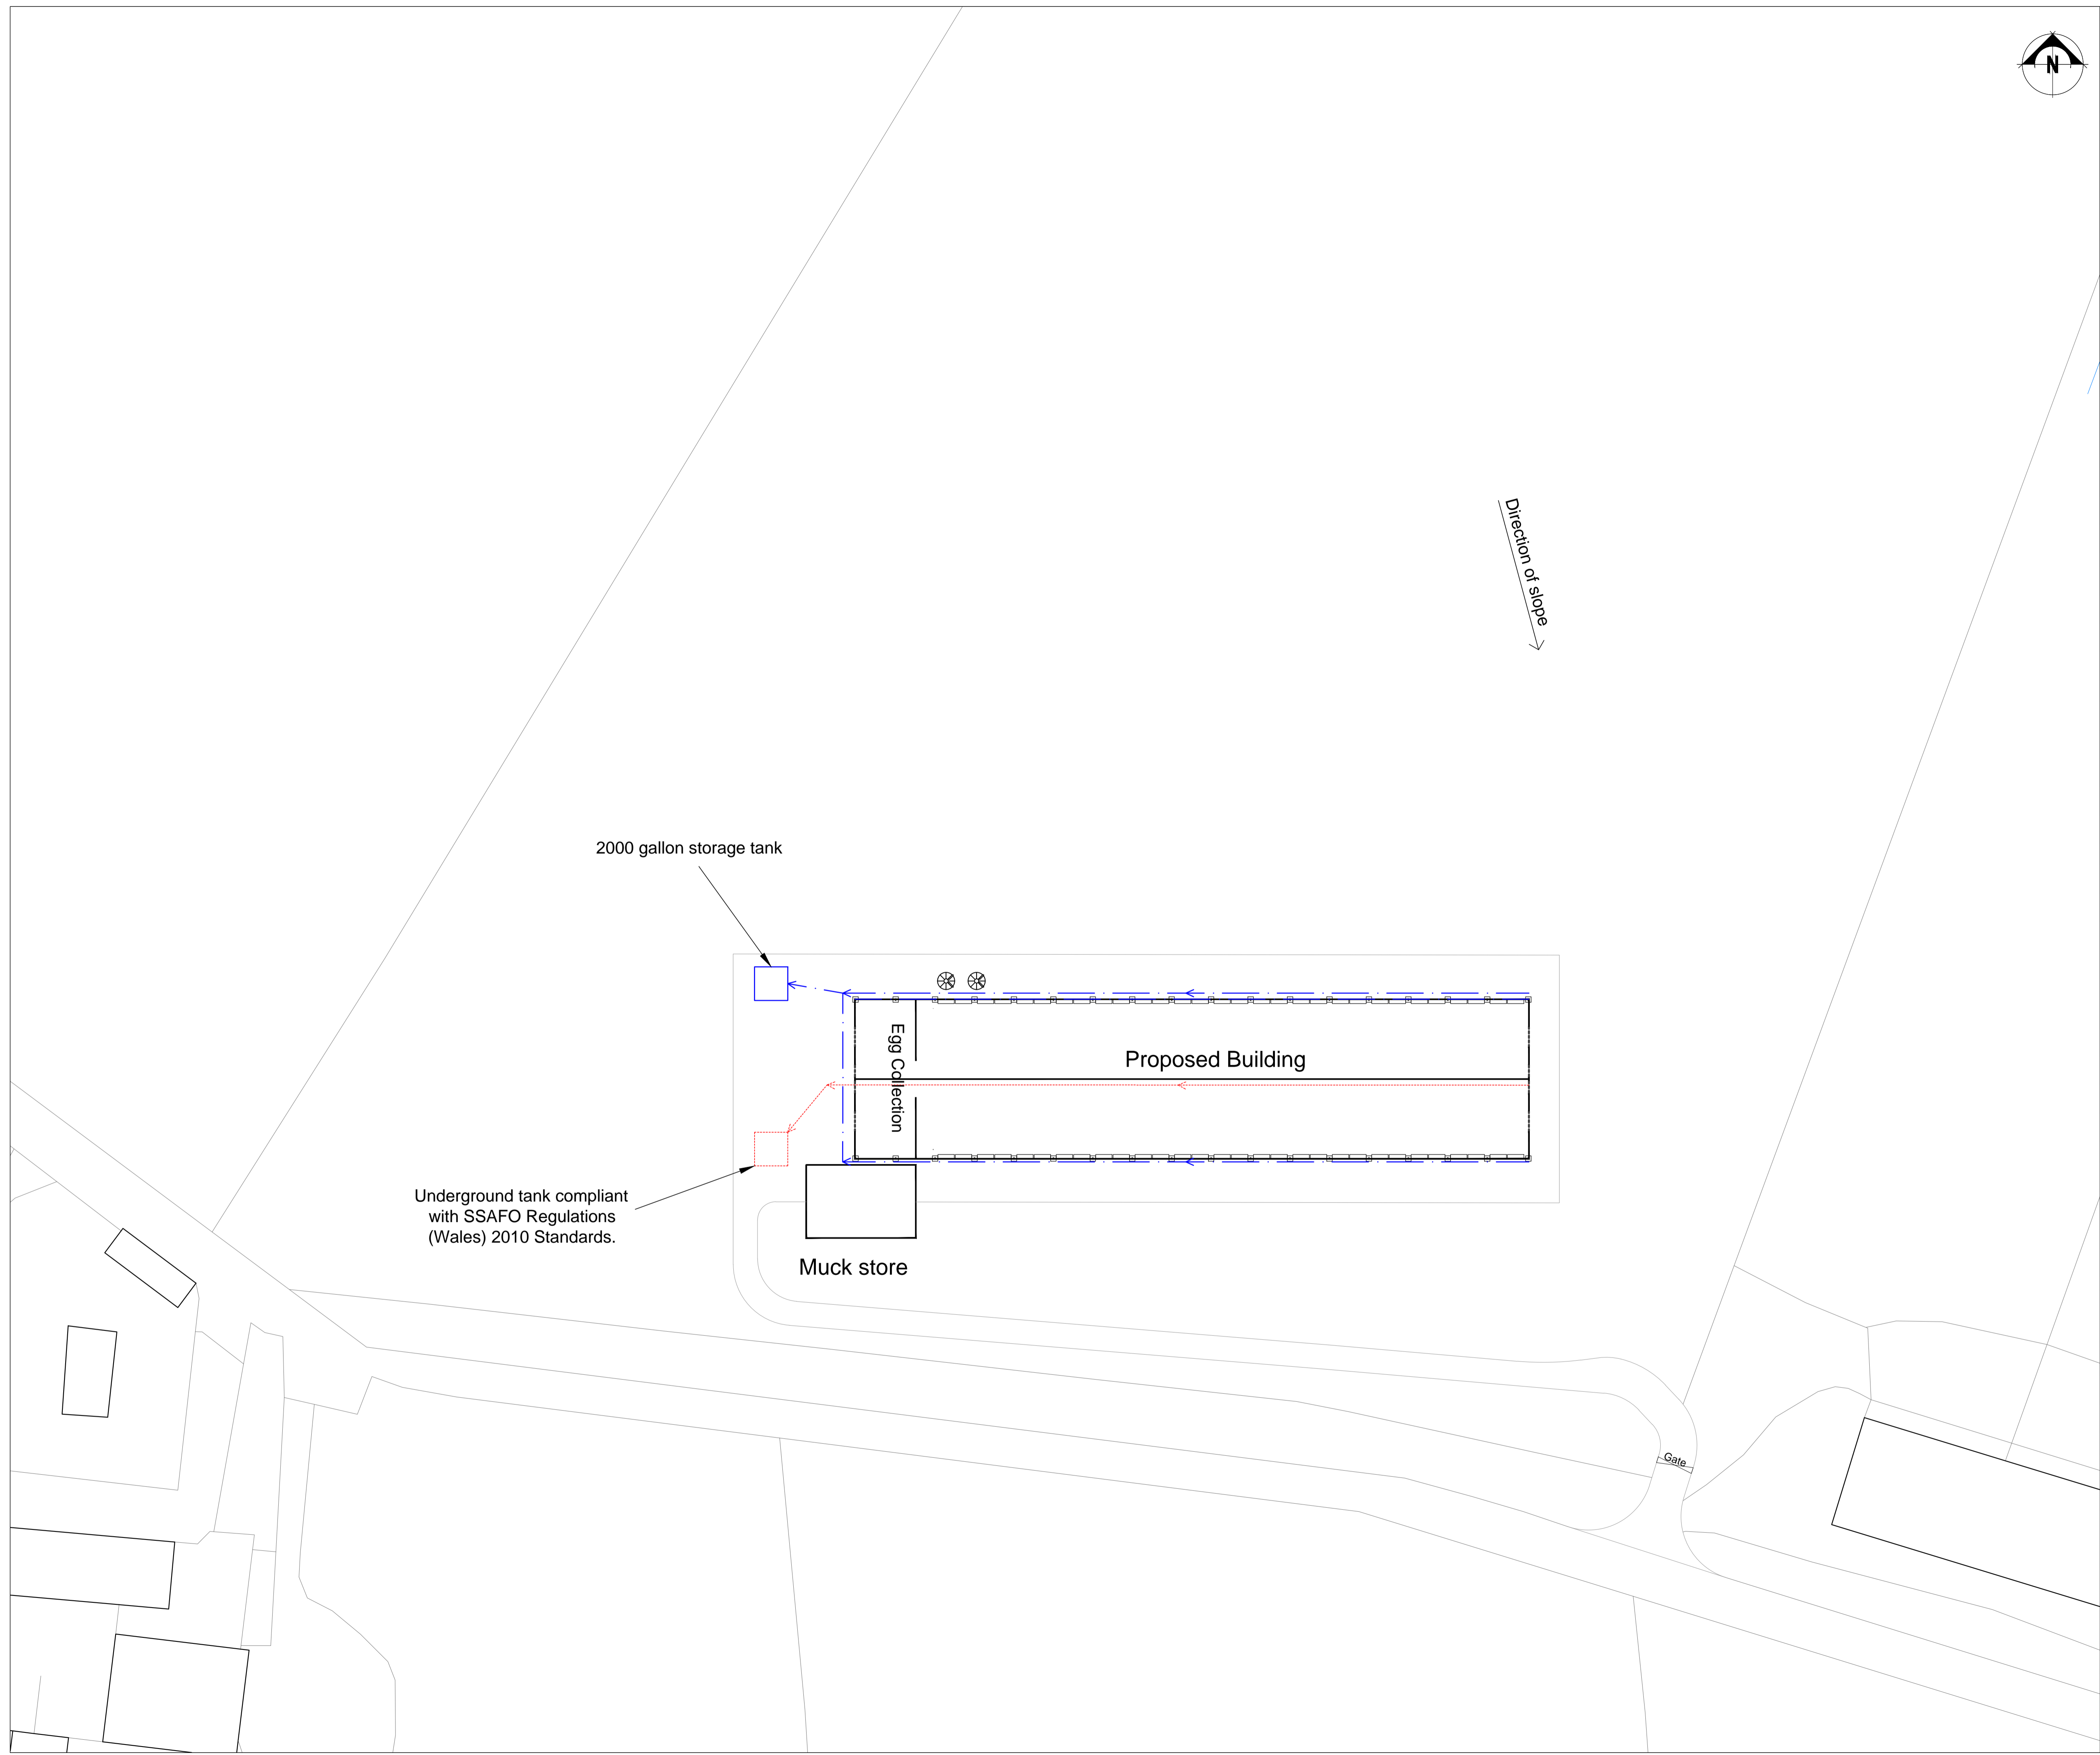 N
Direction of slope
2000 gallon storage tank
Egg Collection
Proposed Building
Underground tank compliant
with SSAFO Regulations
(Wales) 2010 Standards.
Muck store
Gate